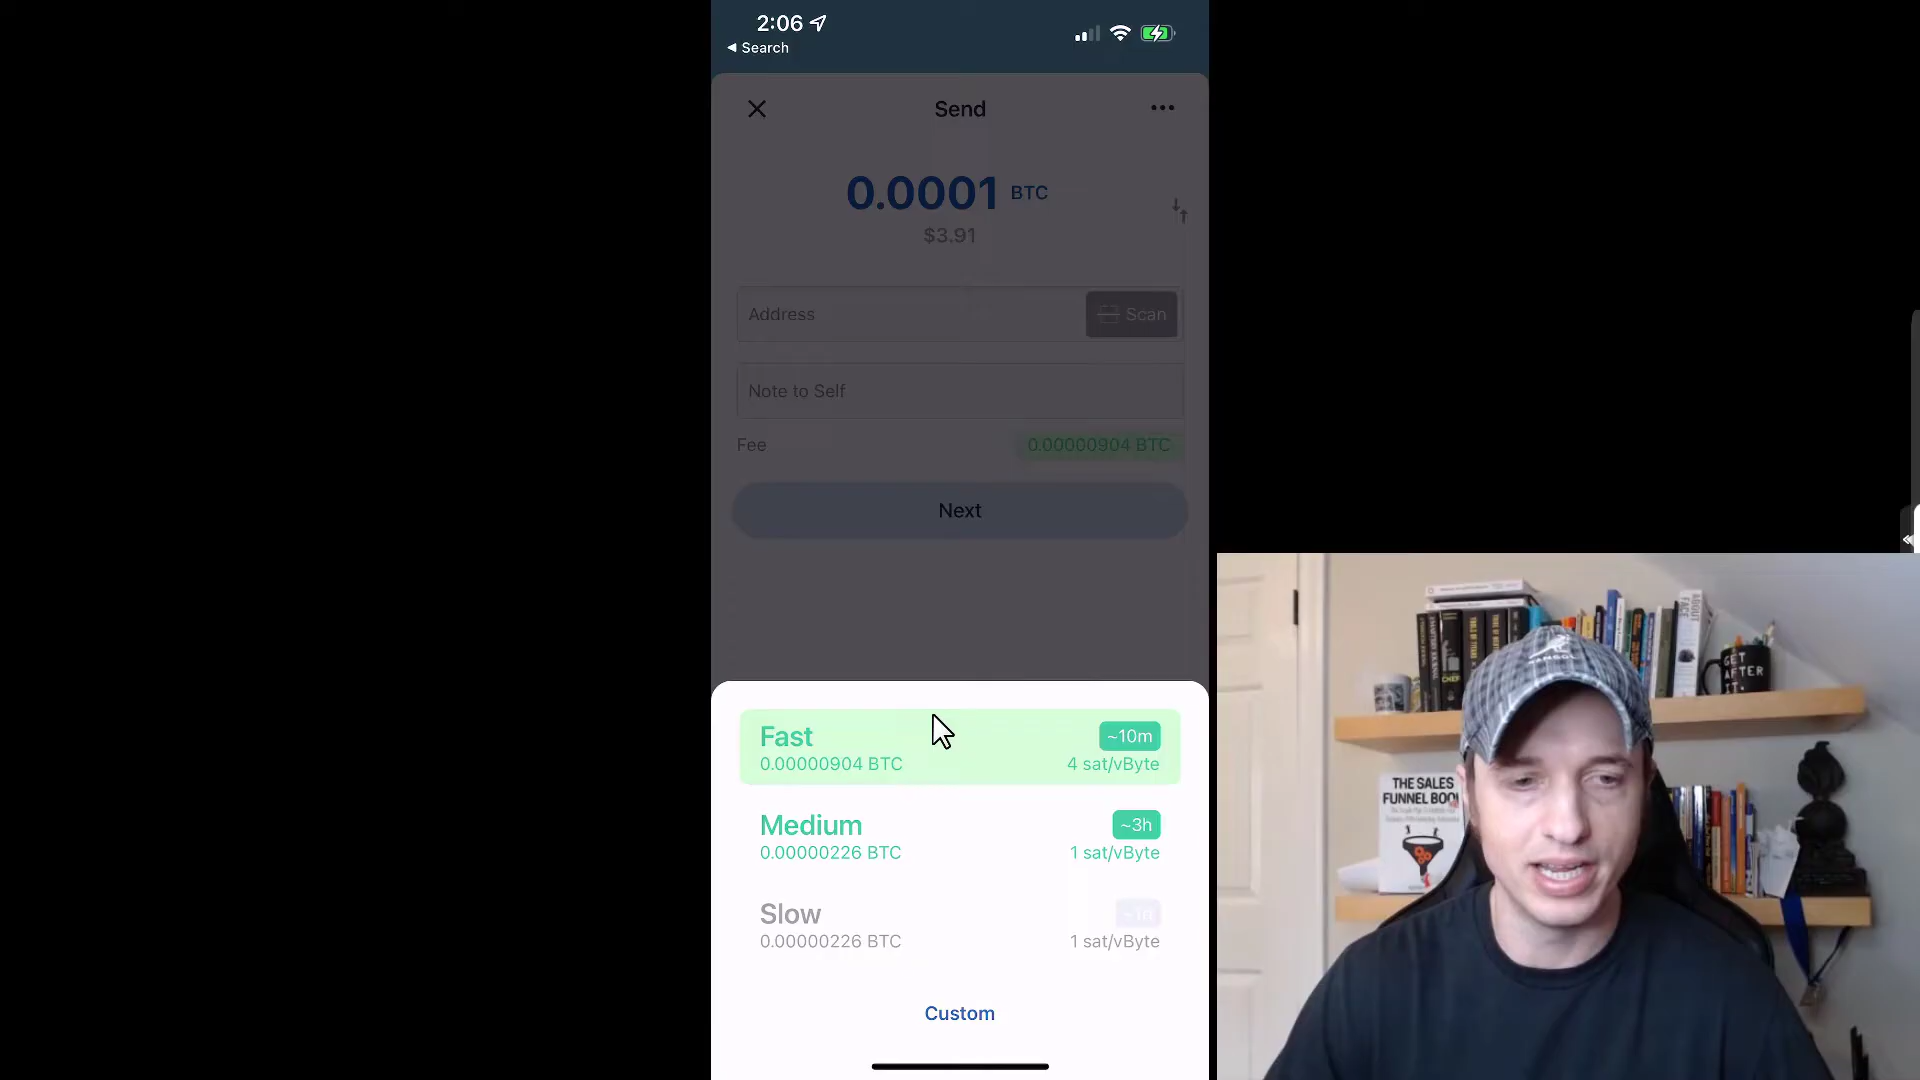 2:06
◄ Search
Send
0.0001 BTC
$3.91
Address
Scan
Note to Self
Fee
0.00000904 BTC
Next
Fast
~10m
0.00000904 BTC
4 sat/vByte
Medium
~3h
0.00000226 BTC
1 sat/vByte
Slow
0.00000226 BTC
1 sat/vByte
Custom
KANGOL
GET
AFTER
IT.
THE SALES
FUNNEL BOOK